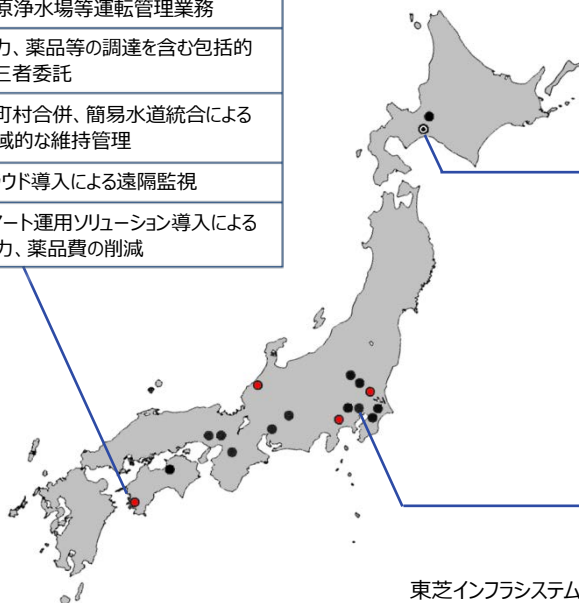 原浄水場等運転管理業務
力、薬品等の調達を含む包括的
三者委託
町村合併、簡易水道統合による
域的な維持管理
ウド導入による遠隔監視
ート運用ソリューション導入による
力、薬品費の削減
東芝インフラシステム